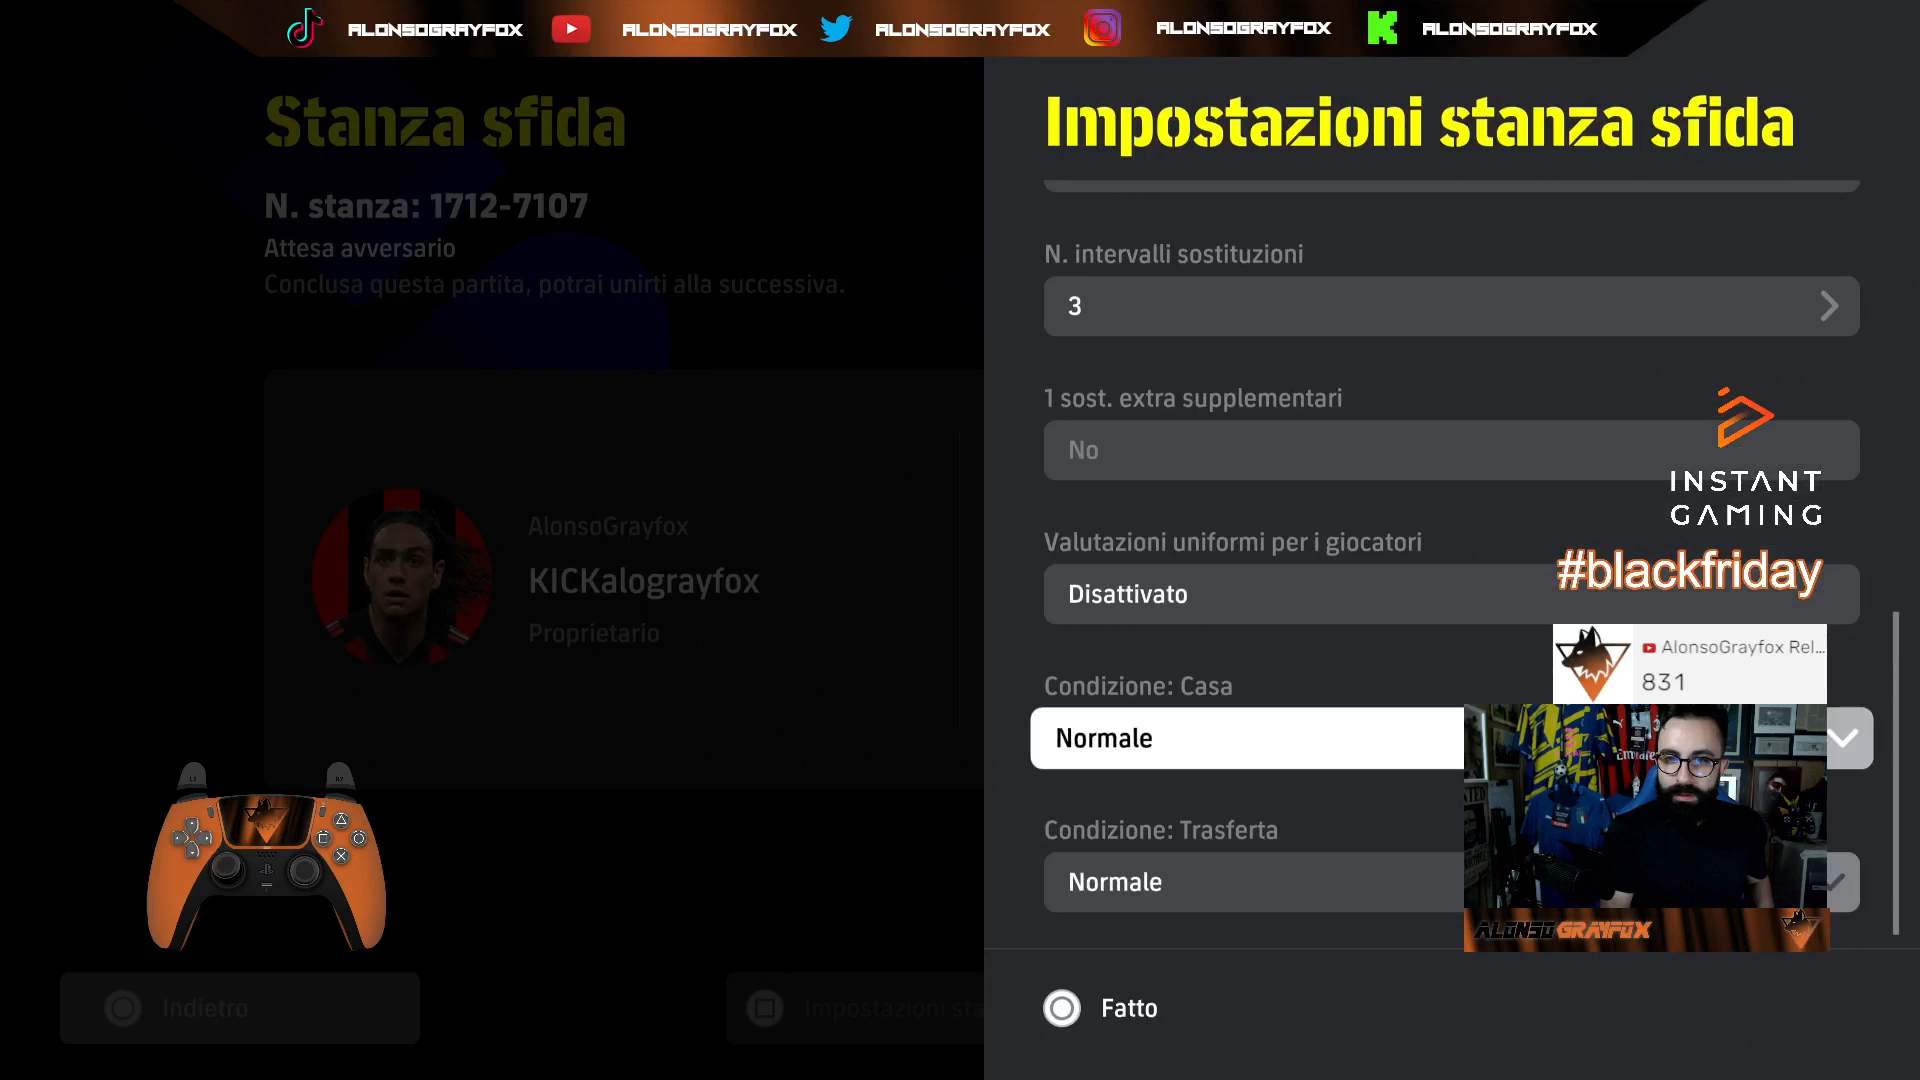 ALONSOGRAYFOX
ALONSOGRAYFOX
ALONSOGRAYFOX
ALONSOGRAYFOX
ALONSOGRAYFOX
Stanza sfida
N. stanza: 1712-7107
Attesa avversario
Conclusa questa partita, potrai unirti alla successiva.
AlonsoGrayfox
KICKalograyfox
Proprietario
Indietro
Impostazioni sta
Impostazioni stanza sfida
N. intervalli sostituzioni
3
1 sost. extra supplementari
No
INSTANT
GAMING
Valutazioni uniformi per i giocatori
#blackfriday
Disattivato
AlonsoGrayfox Rel...
831
Condizione: Casa
Normale
Condizione: Trasferta
Normale
ALONSOGRAYFOX
Fatto